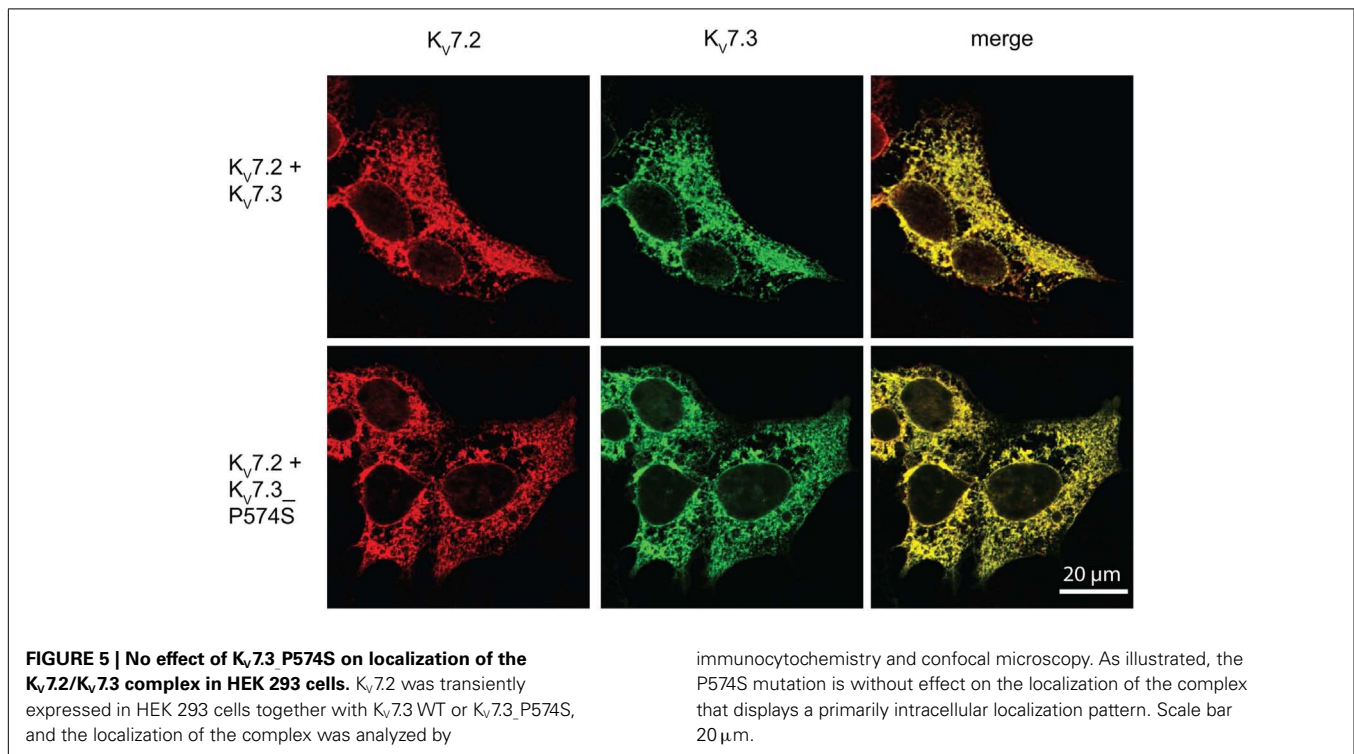 Kv7.2 Kv7.3 merge
Kv7.2 +
Kv7.3
Kv7.2 +
Kv7.3_
P574S
20 µm
FIGURE 5 | No effect of Kv7.3_P574S on localization of the
Kv7.2/Kv7.3 complex in HEK 293 cells. Kv7.2 was transiently
expressed in HEK 293 cells together with Kv7.3 WT or Kv7.3_P574S,
and the localization of the complex was analyzed by
immunocytochemistry and confocal microscopy. As illustrated, the
P574S mutation is without effect on the localization of the complex
that displays a primarily intracellular localization pattern. Scale bar
20 µm.